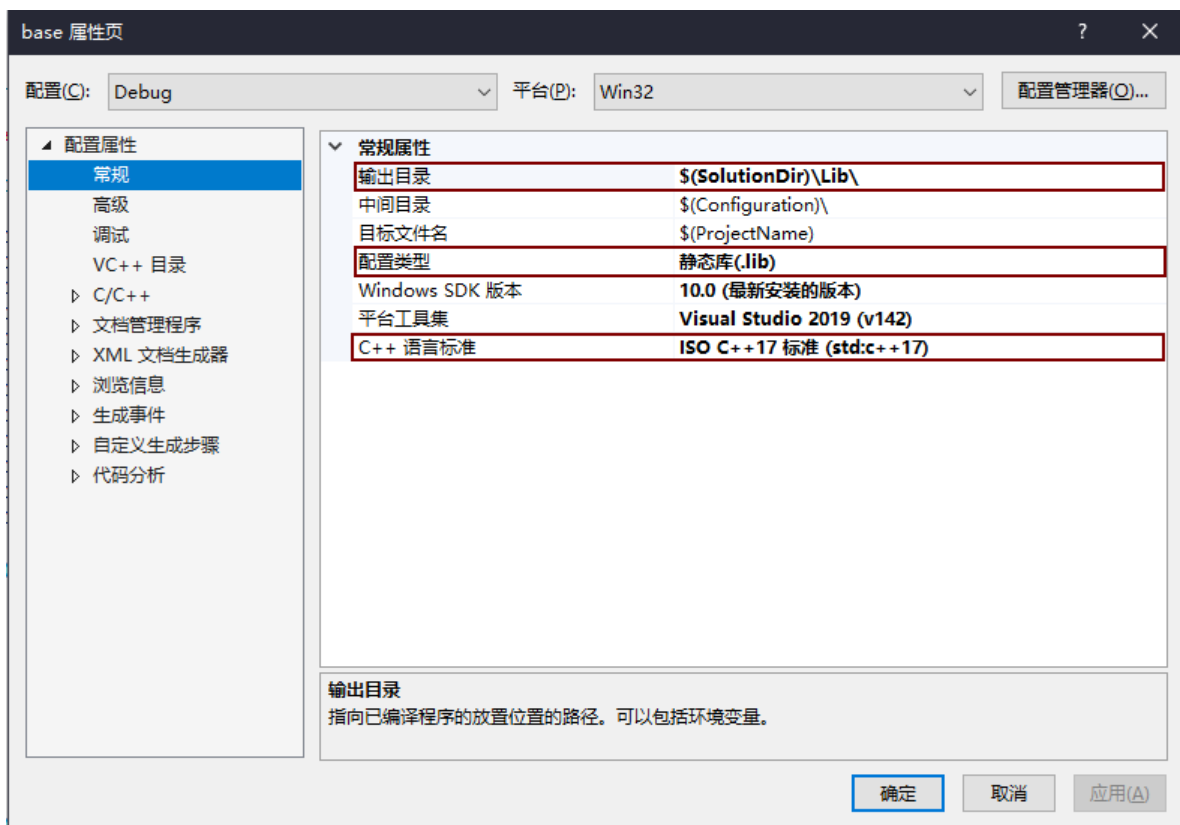 base 属性页
? ×
配置(C): Debug 平台(P): Win32 配置管理器(O)...
配置属性
常规
高级
调试
VC++ 目录
C/C++
文档管理程序
XML 文档生成器
浏览信息
生成事件
自定义生成步骤
代码分析
常规属性
输出目录 $(SolutionDir)\Lib\
中间目录 $(Configuration)\
目标文件名 $(ProjectName)
配置类型 静态库(.lib)
Windows SDK 版本 10.0 (最新安装的版本)
平台工具集 Visual Studio 2019 (v142)
C++ 语言标准 ISO C++17 标准 (std:c++17)
输出目录
指向已编译程序的放置位置的路径。可以包括环境变量。
确定 取消 应用(A)